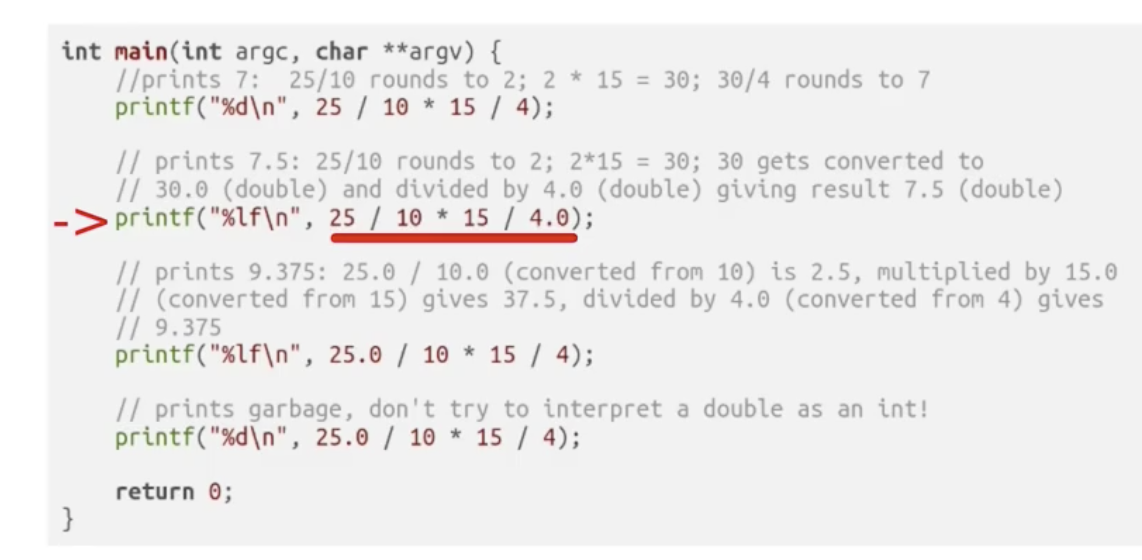 int main(int argc, char **argv) {
    //prints 7:  25/10 rounds to 2; 2 * 15 = 30; 30/4 rounds to 7
    printf("%d\n", 25 / 10 * 15 / 4);

    // prints 7.5: 25/10 rounds to 2; 2*15 = 30; 30 gets converted to
    // 30.0 (double) and divided by 4.0 (double) giving result 7.5 (double)
->  printf("%lf\n", 25 / 10 * 15 / 4.0);

    // prints 9.375: 25.0 / 10.0 (converted from 10) is 2.5, multiplied by 15.0
    // (converted from 15) gives 37.5, divided by 4.0 (converted from 4) gives
    // 9.375
    printf("%lf\n", 25.0 / 10 * 15 / 4);

    // prints garbage, don't try to interpret a double as an int!
    printf("%d\n", 25.0 / 10 * 15 / 4);

    return 0;
}